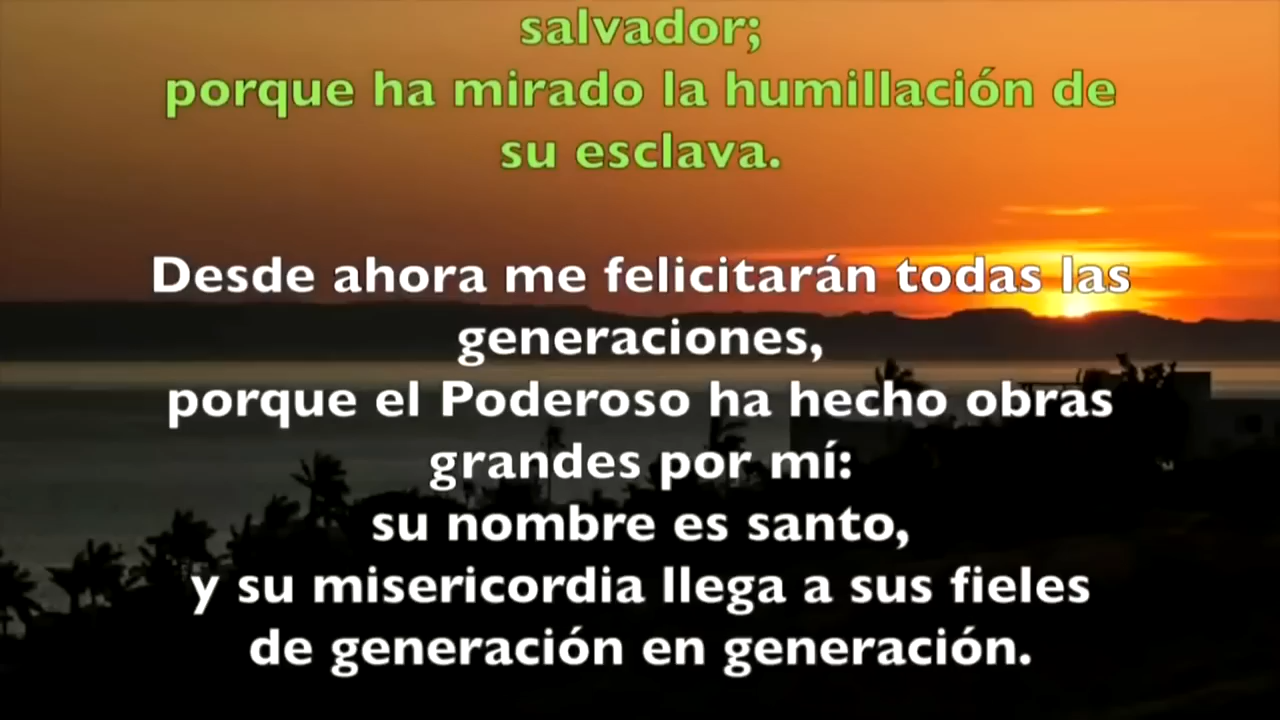 salvador;
porque ha mirado la humillación de
su esclava.
Desde ahora me felicitarán todas las
generaciones,
porque el Poderoso ha hecho obras
grandes por mí:
su nombre es santo,
y su misericordia llega a sus fieles
de generación en generación.